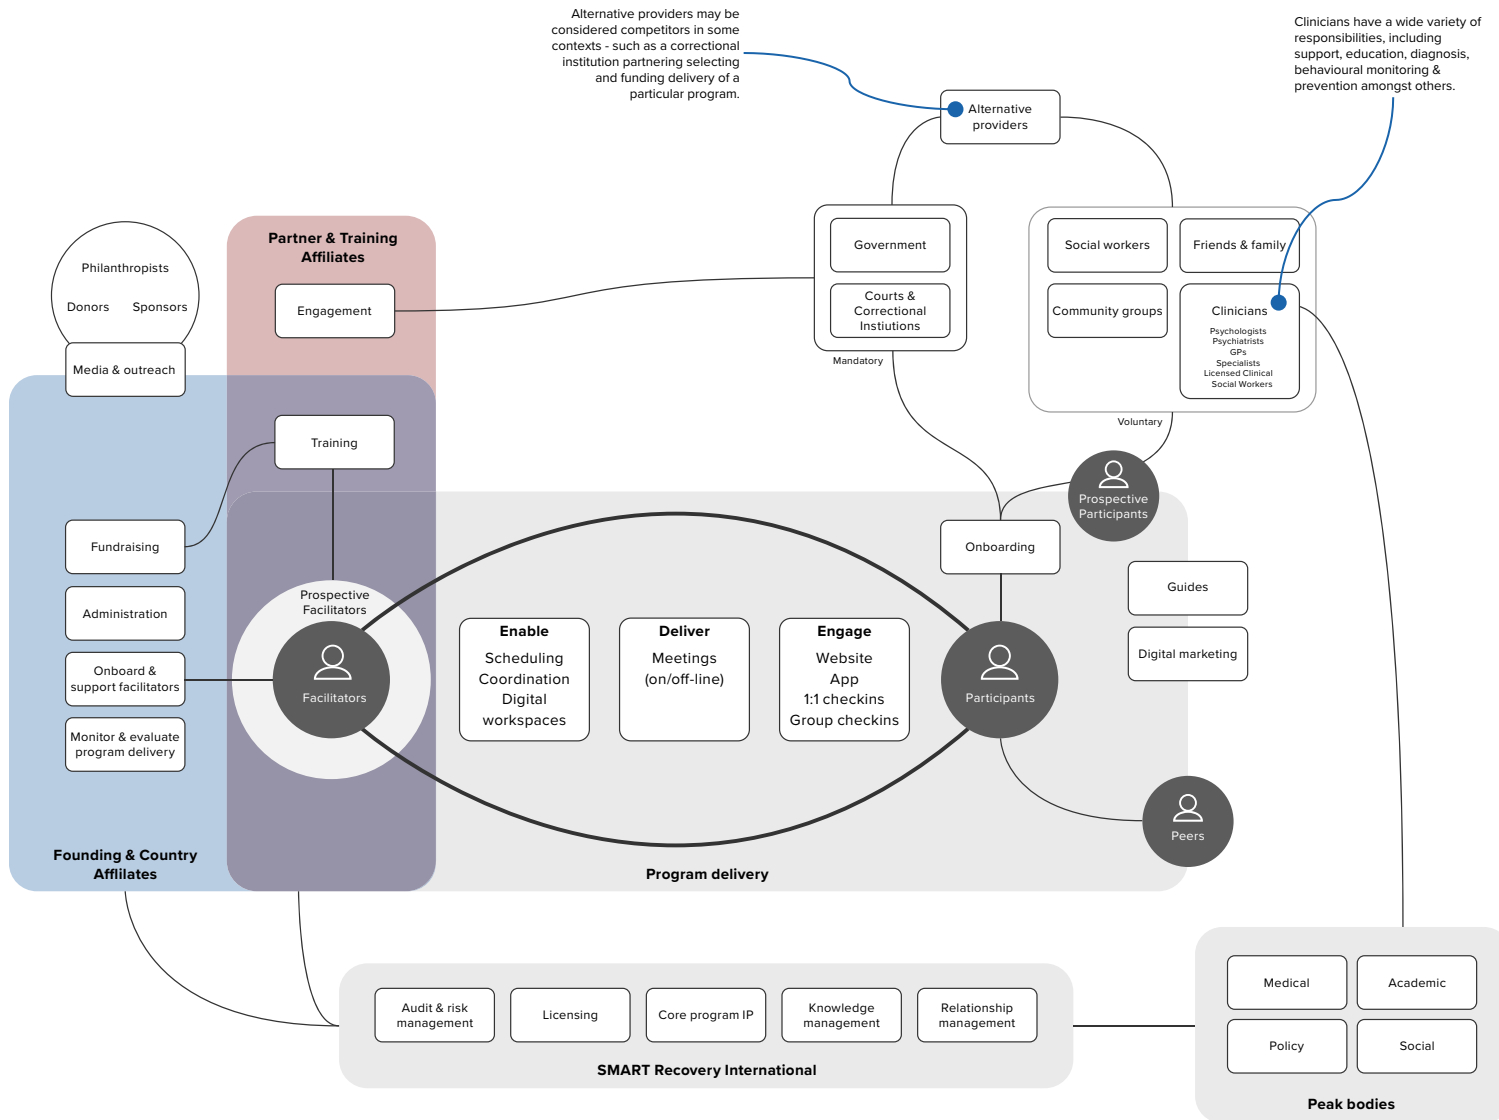 Alternative providers may be
considered competitors in some
contexts - such as a correctional
institution partnering selecting
and funding delivery of a
particular program.
Clinicians have a wide variety of
responsibilities, including
support, education, diagnosis,
behavioural monitoring &
prevention amongst others.
Alternative
providers
Partner & Training
Affiliates
Engagement
Philanthropists
Donors
Sponsors
Media & outreach
Government
Courts &
Correctional
Instiutions
Mandatory
Social workers
Friends & family
Community groups
Clinicians
Psychologists
Psychiatrists
GPs
Specialists
Licensed Clinical
Social Workers
Voluntary
Training
Prospective
Participants
Fundraising
Administration
Onboard &
support facilitators
Monitor & evaluate
program delivery
Founding & Country
Afflilates
Prospective
Facilitators
Facilitators
Enable
Scheduling
Coordination
Digital
workspaces
Deliver
Meetings
(on/off-line)
Engage
Website
App
1:1 checkins
Group checkins
Onboarding
Participants
Guides
Digital marketing
Peers
Program delivery
Audit & risk
management
Licensing
Core program IP
Knowledge
management
Relationship
management
SMART Recovery International
Medical
Academic
Policy
Social
Peak bodies